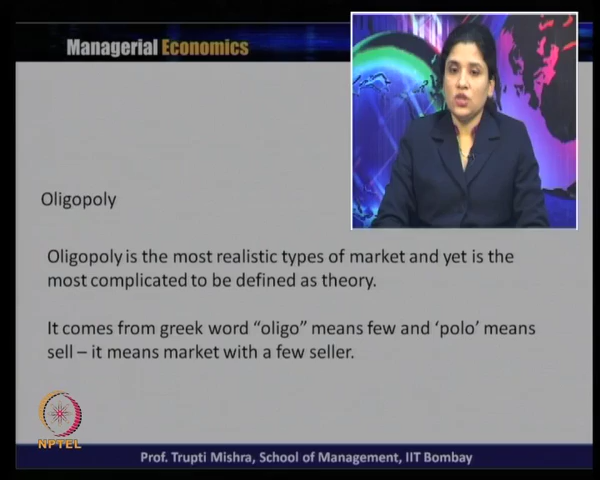 Managerial Economics
Oligopoly
Oligopoly is the most realistic types of market and yet is the
most complicated to be defined as theory.
It comes from greek word “oligo” means few and ‘polo’ means
sell – it means market with a few seller.
NPTEL
Prof. Trupti Mishra, School of Management, IIT Bombay